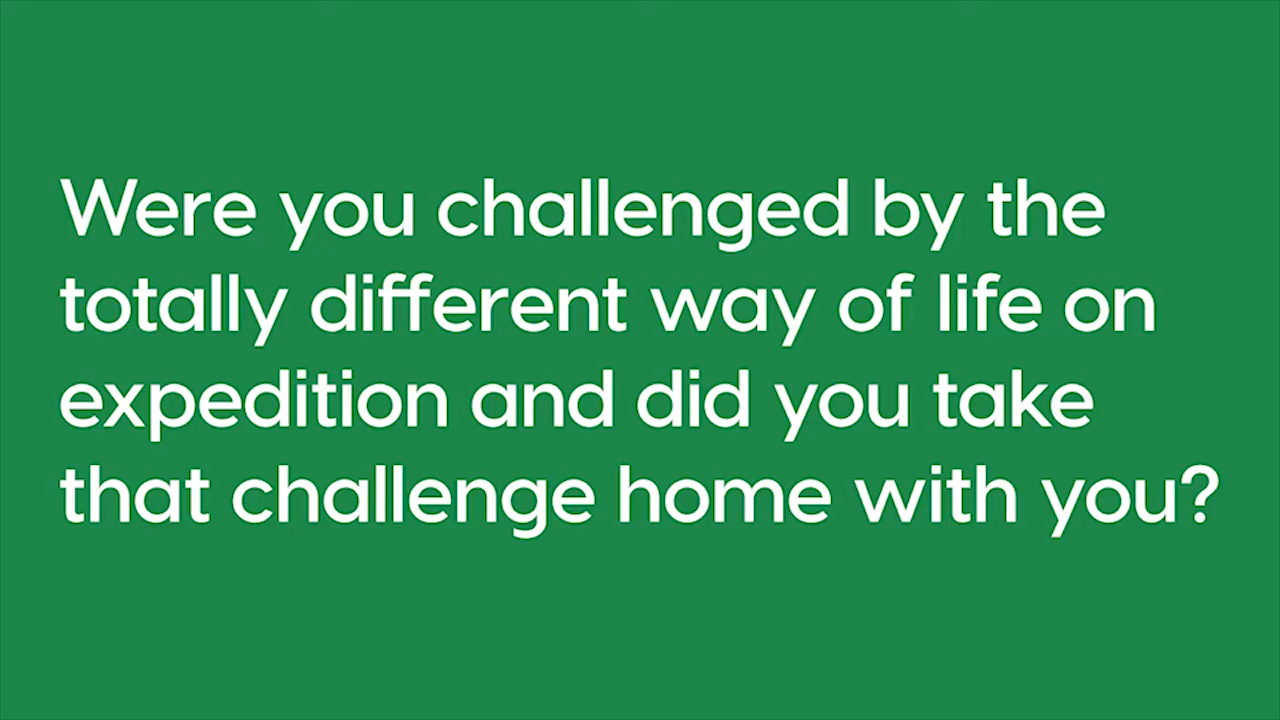 Were you challenged by the
totally different way of life on
expedition and did you take
that challenge home with you?